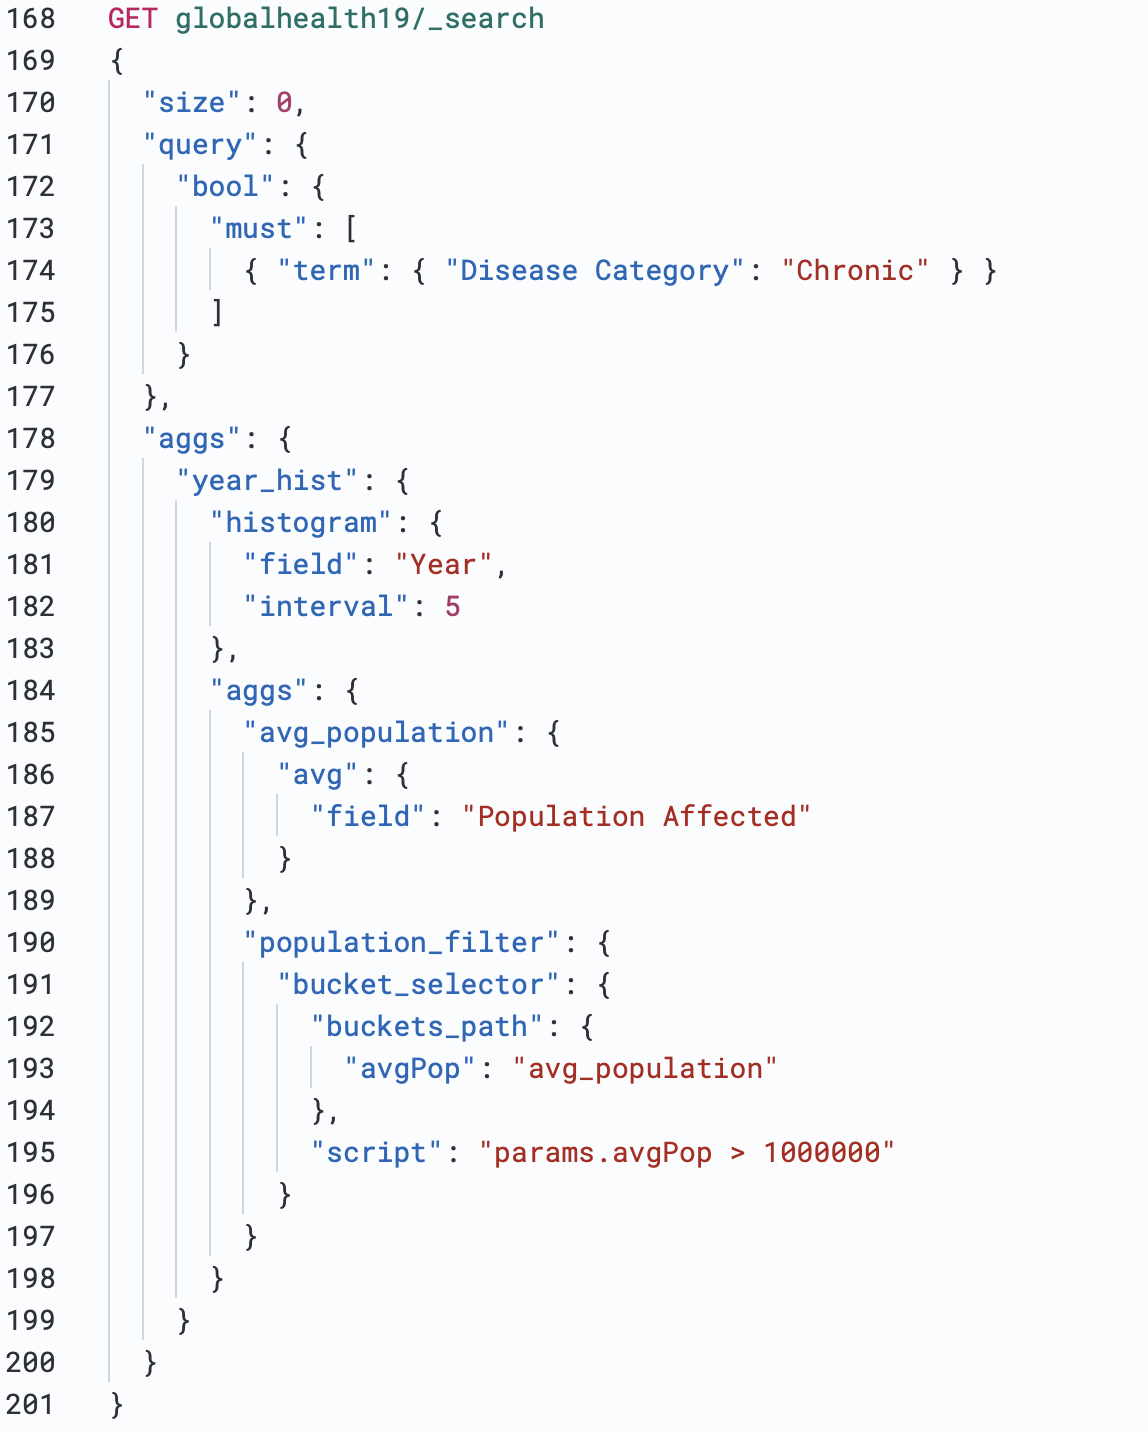 168 GET globalhealth19/_search
169 {
170 "size": 0,
171 "query": {
172 "bool": {
173 "must": [
174 { "term": { "Disease Category": "Chronic" } }
175 ]
176 }
177 },
178 "aggs": {
179 "year_hist": {
180 "histogram": {
181 "field": "Year",
182 "interval": 5
183 },
184 "aggs": {
185 "avg_population": {
186 "avg": {
187 "field": "Population Affected"
188 }
189 },
190 "population_filter": {
191 "bucket_selector": {
192 "buckets_path": {
193 "avgPop": "avg_population"
194 },
195 "script": "params.avgPop > 1000000"
196 }
197 }
198 }
199 }
200 }
201 }